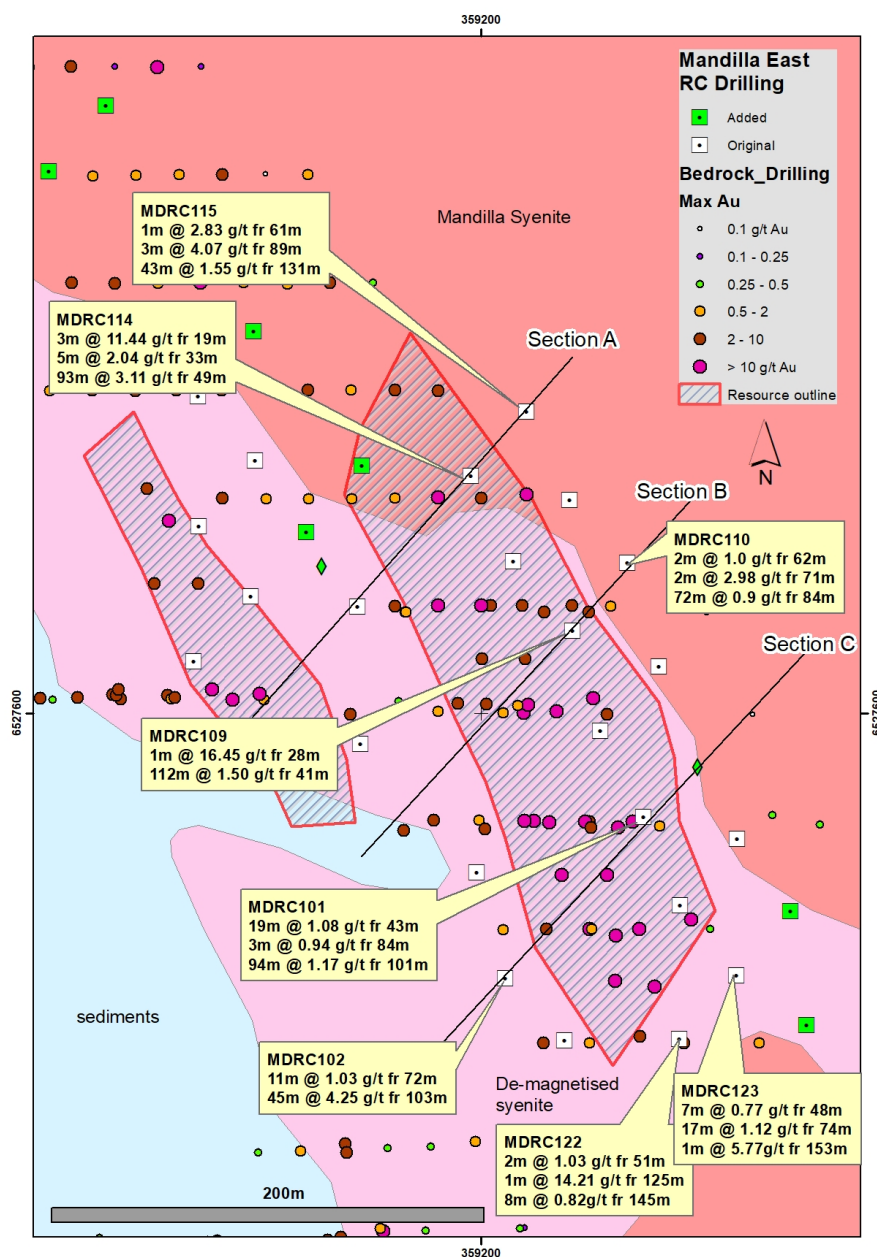 359200
Mandilla East
RC Drilling
Added
Original
Bedrock_Drilling
Max Au
0.1 g/t Au
0.1 - 0.25
0.25 - 0.5
0.5 - 2
2 - 10
> 10 g/t Au
Resource outline
N
MDRC115
1m @ 2.83 g/t fr 61m
3m @ 4.07 g/t fr 89m
43m @ 1.55 g/t fr 131m
Mandilla Syenite
MDRC114
3m @ 11.44 g/t fr 19m
5m @ 2.04 g/t fr 33m
93m @ 3.11 g/t fr 49m
Section A
Section B
MDRC110
2m @ 1.0 g/t fr 62m
2m @ 2.98 g/t fr 71m
72m @ 0.9 g/t fr 84m
Section C
6527600
6527600
MDRC109
1m @ 16.45 g/t fr 28m
112m @ 1.50 g/t fr 41m
MDRC101
19m @ 1.08 g/t fr 43m
3m @ 0.94 g/t fr 84m
94m @ 1.17 g/t fr 101m
sediments
MDRC102
11m @ 1.03 g/t fr 72m
45m @ 4.25 g/t fr 103m
De-magnetised
syenite
MDRC123
7m @ 0.77 g/t fr 48m
17m @ 1.12 g/t fr 74m
1m @ 5.77g/t fr 153m
MDRC122
2m @ 1.03 g/t fr 51m
1m @ 14.21 g/t fr 125m
8m @ 0.82g/t fr 145m
200m
359200